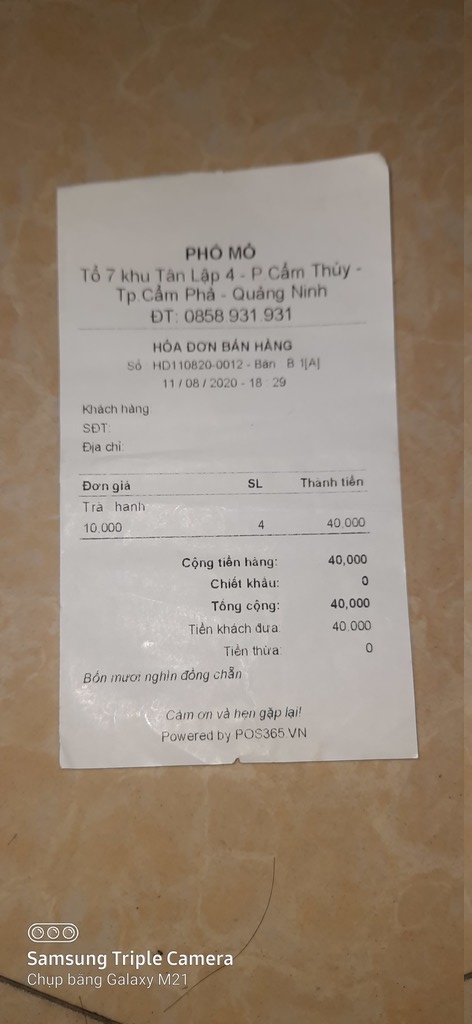 PHỐ MỎ
Tổ 7 khu Tân Lập 4 - P Cẩm Thủy -
Tp Cẩm Phả - Quảng Ninh
ĐT: 0858 931 931
HÓA ĐƠN BÁN HÀNG
Số HD110820-0012 - Bàn B 1[A]
11 / 08 / 2020 - 18 : 29
Khách hàng
SĐT:
Địa chỉ:
Đơn giá SL Thành tiền
Trà hanh
10,000 4 40,000
Cộng tiền hàng: 40,000
Chiết khấu: 0
Tổng cộng: 40,000
Tiền khách đưa: 40,000
Tiền thừa: 0
Bốn mươi nghìn đồng chẵn
Cám ơn và hẹn gặp lại!
Powered by POS365.VN
Samsung Triple Camera
Chụp bằng Galaxy M21